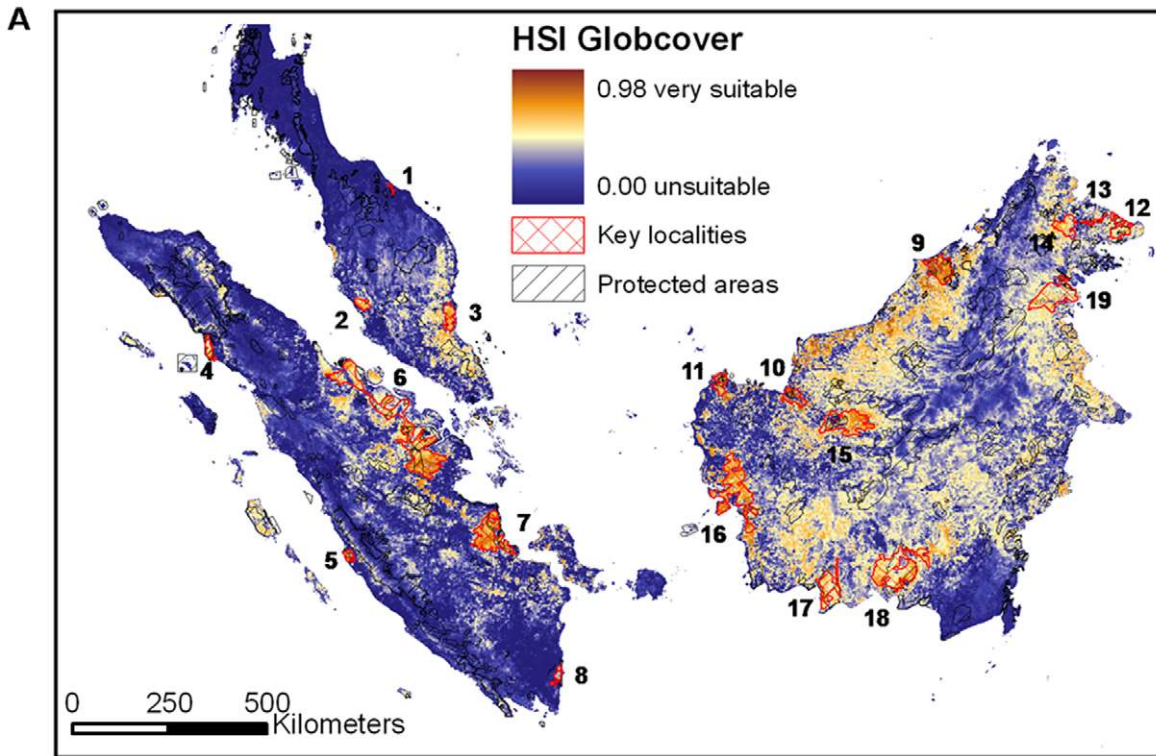 A
HSI Globcover
0.98 very suitable
0.00 unsuitable
Key localities
Protected areas
1
2
3
4
5
6
7
8
9
10
11
12
13
14
15
16
17
18
19
0 250 500
Kilometers